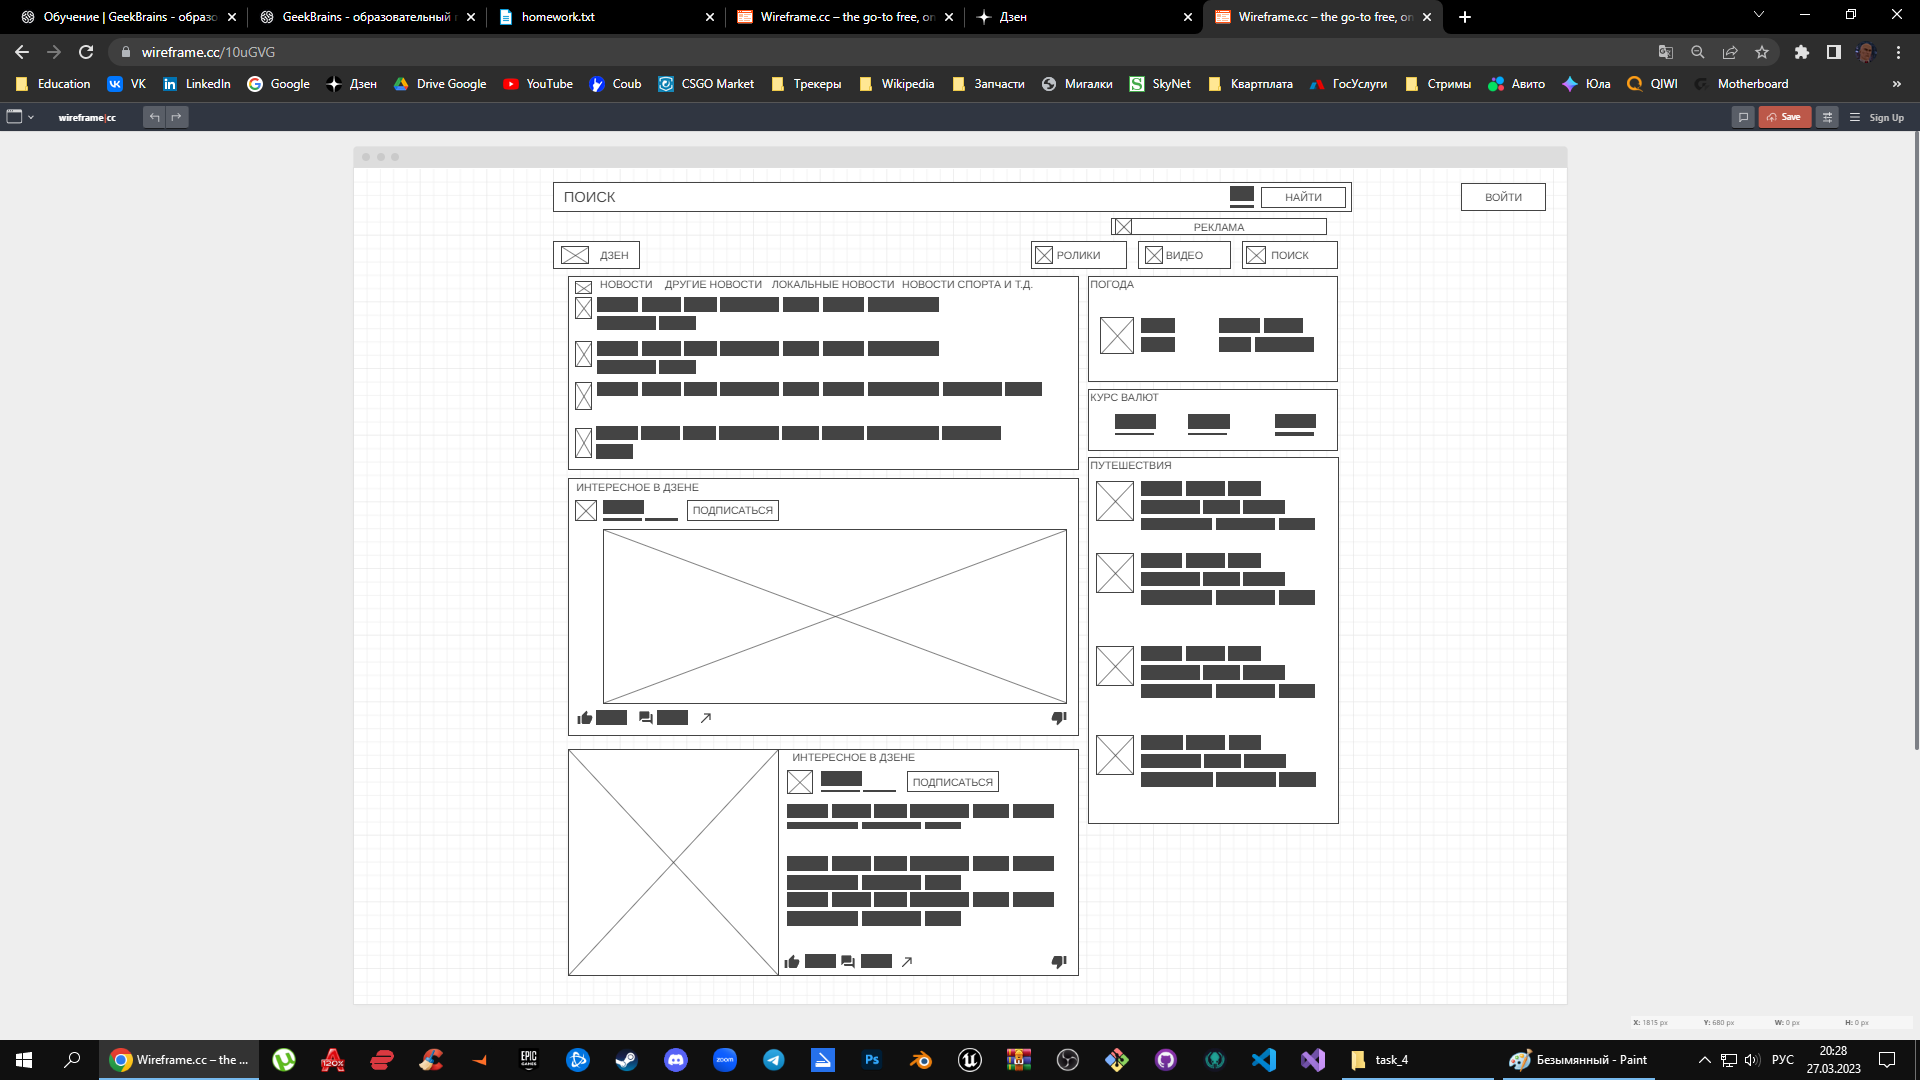 Обучение | GeekBrains - образо
GeekBrains - образовательный
homework.txt
Wireframe.cc – the go-to free, on
Дзен
Wireframe.cc – the go-to free, on
wireframe.cc/10uGVG
Education
VK
LinkedIn
Google
Дзен
Drive Google
YouTube
Coub
CSGO Market
Трекеры
Wikipedia
Запчасти
Мигалки
SkyNet
Квартплата
ГосУслуги
Стримы
Авито
Юла
QIWI
Motherboard
»
wireframe|cc
Save
Sign Up
ПОИСК
НАЙТИ
ВОЙТИ
РЕКЛАМА
ДЗЕН
РОЛИКИ
ВИДЕО
ПОИСК
НОВОСТИ ДРУГИЕ НОВОСТИ ЛОКАЛЬНЫЕ НОВОСТИ НОВОСТИ СПОРТА И Т.Д.
ПОГОДА
КУРС ВАЛЮТ
ПУТЕШЕСТВИЯ
ИНТЕРЕСНОЕ В ДЗЕНЕ
ПОДПИСАТЬСЯ
ИНТЕРЕСНОЕ В ДЗЕНЕ
ПОДПИСАТЬСЯ
X: 1815 px Y: 680 px W: 0 px H: 0 px
Wireframe.cc – the ...
120X
EPIC GAMES
zoom
Ps
task_4
Безымянный - Paint
РУС
20:28
27.03.2023